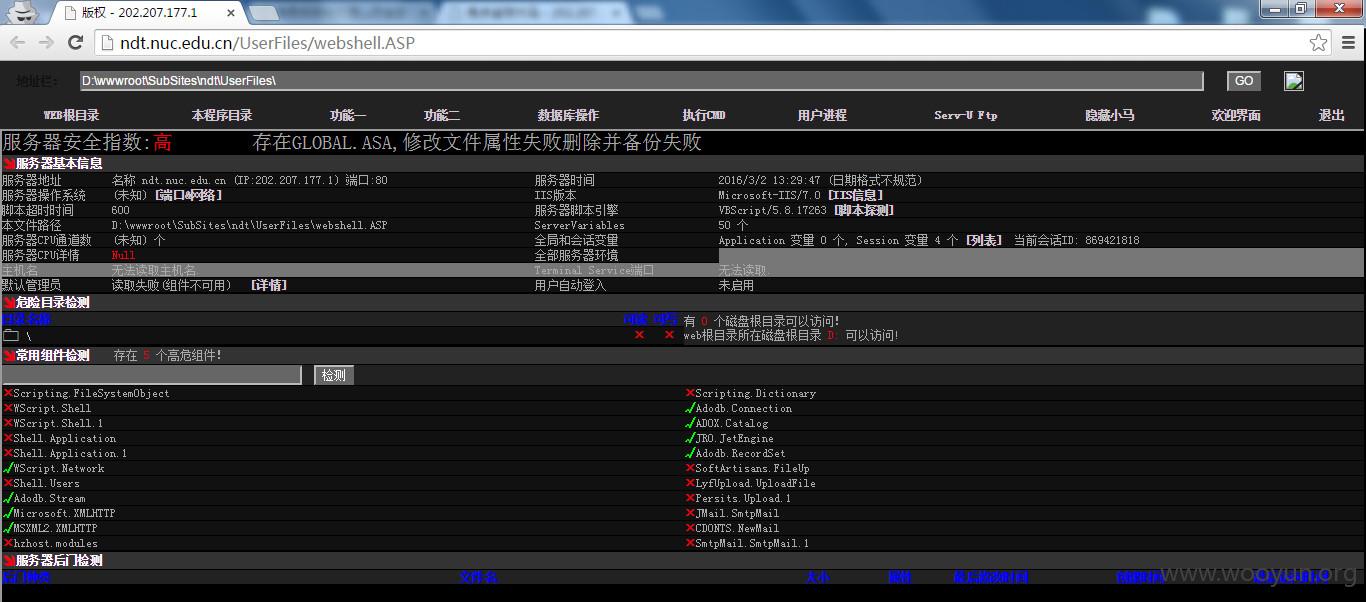 版权 - 202.207.177.1
ndt.nuc.edu.cn/UserFiles/webshell.ASP
地址栏: D:\wwwroot\SubSites\ndt\UserFiles\ GO
WEB根目录 本程序目录 功能一 功能二 数据库操作 执行CMD 用户进程 Serv-U Ftp 隐藏小马 欢迎界面 退出
服务器安全指数:高 存在GLOBAL.ASA,修改文件属性失败删除并备份失败
服务器基本信息
服务器地址 名称 ndt.nuc.edu.cn (IP:202.207.177.1) 端口:80 服务器时间 2016/3/2 13:29:47 (日期格式不规范)
服务器操作系统 (未知) [端口&网络] IIS版本 Microsoft-IIS/7.0 [IIS信息]
脚本超时时间 600 服务器脚本引擎 VBScript/5.8.17263 [脚本探测]
本文件路径 D:\wwwroot\SubSites\ndt\UserFiles\webshell.ASP ServerVariables 50 个
服务器CPU通道数 (未知) 个 全局和会话变量 Application 变量 0 个, Session 变量 4 个 [列表] 当前会话ID: 869421818
服务器CPU详情 Null 全部服务器环境
主机名 无法读取主机名. Terminal Service端口 无法读取.
默认管理员 读取失败(组件不可用) [详情] 用户自动登入 未启用
危险目录检测
目录名称 可读 可写 有 0 个磁盘根目录可以访问!
\ web根目录所在磁盘根目录 D: 可以访问!
常用组件检测 存在 5 个高危组件!
检测
Scripting.FileSystemObject Scripting.Dictionary
WScript.Shell Adodb.Connection
WScript.Shell.1 ADOX.Catalog
Shell.Application JRO.JetEngine
Shell.Application.1 Adodb.RecordSet
WScript.Network SoftArtisans.FileUp
Shell.Users LyfUpload.UploadFile
Adodb.Stream Persits.Upload.1
Microsoft.XMLHTTP JMail.SmtpMail
MSXML2.XMLHTTP CDONTS.NewMail
hzhost.modules SmtpMail.SmtpMail.1
服务器后门检测
后门种类 文件名 大小 属性 最后修改时间 创建时间
www.wooyun.org